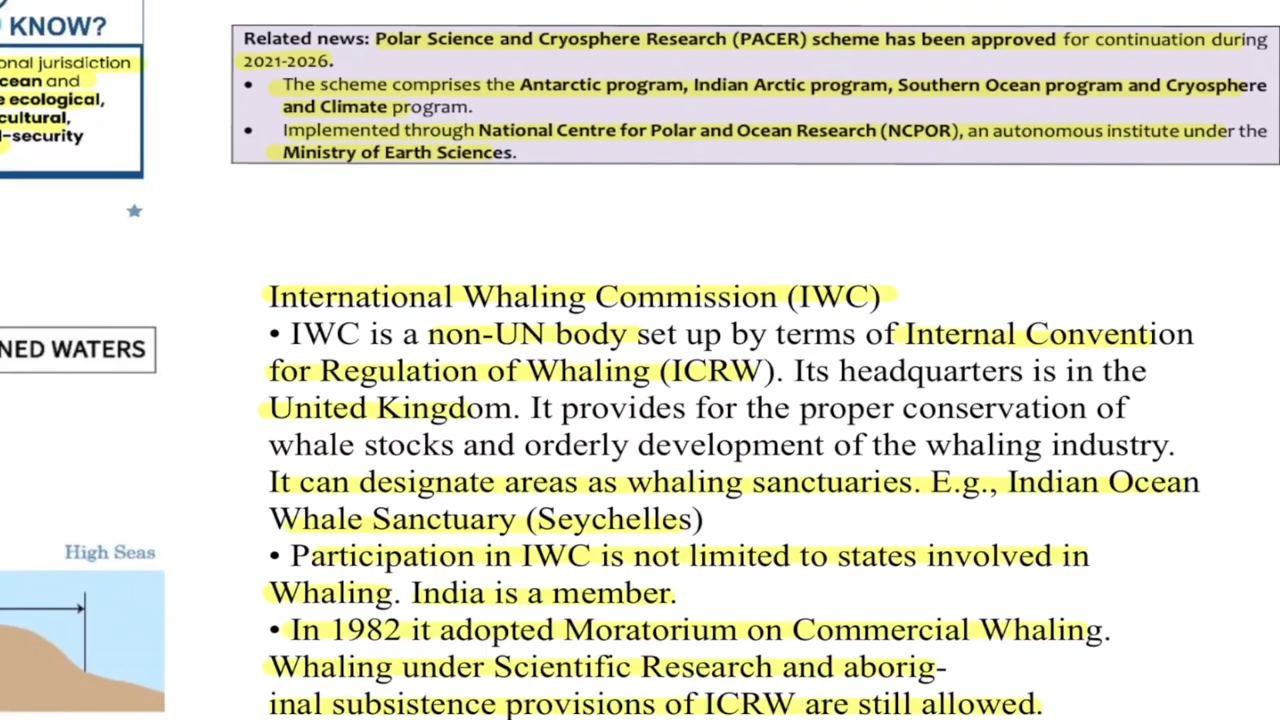 KNOW?
onal jurisdiction
cean and
e ecological,
cultural,
l-security
NED WATERS
High Seas
Related news: Polar Science and Cryosphere Research (PACER) scheme has been approved for continuation during
2021-2026.
• The scheme comprises the Antarctic program, Indian Arctic program, Southern Ocean program and Cryosphere
and Climate program.
• Implemented through National Centre for Polar and Ocean Research (NCPOR), an autonomous institute under the
Ministry of Earth Sciences.
International Whaling Commission (IWC)
• IWC is a non-UN body set up by terms of Internal Convention
for Regulation of Whaling (ICRW). Its headquarters is in the
United Kingdom. It provides for the proper conservation of
whale stocks and orderly development of the whaling industry.
It can designate areas as whaling sanctuaries. E.g., Indian Ocean
Whale Sanctuary (Seychelles)
• Participation in IWC is not limited to states involved in
Whaling. India is a member.
• In 1982 it adopted Moratorium on Commercial Whaling.
Whaling under Scientific Research and aborig-
inal subsistence provisions of ICRW are still allowed.